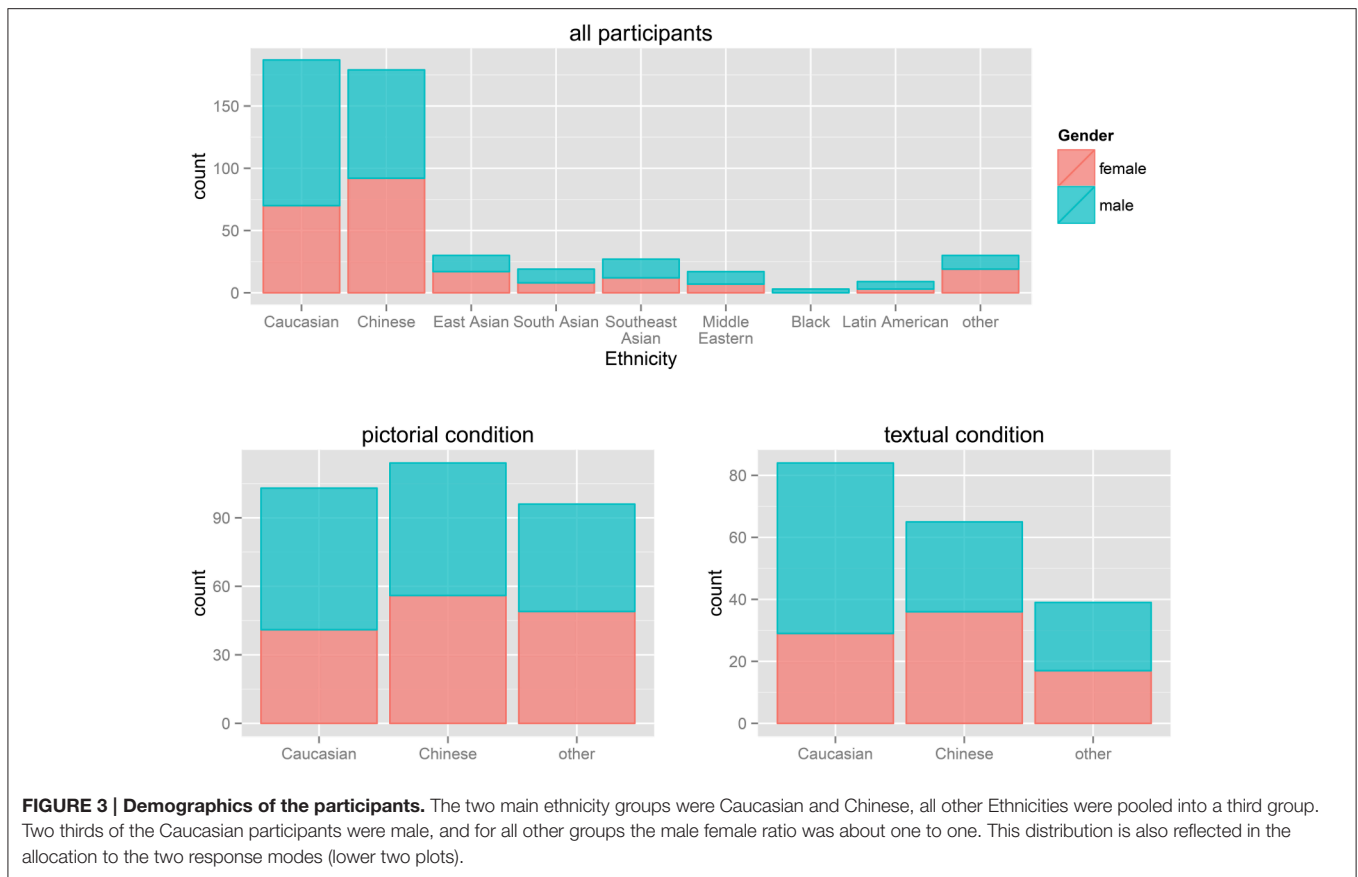 all participants
150
100
50
0
count
Caucasian Chinese East Asian South Asian Southeast Asian Middle Eastern Black Latin American other
Ethnicity
Gender
female
male
pictorial condition
90
60
30
0
count
Caucasian Chinese other
textual condition
80
60
40
20
0
count
Caucasian Chinese other
FIGURE 3 | Demographics of the participants. The two main ethnicity groups were Caucasian and Chinese, all other Ethnicities were pooled into a third group.
Two thirds of the Caucasian participants were male, and for all other groups the male female ratio was about one to one. This distribution is also reflected in the
allocation to the two response modes (lower two plots).